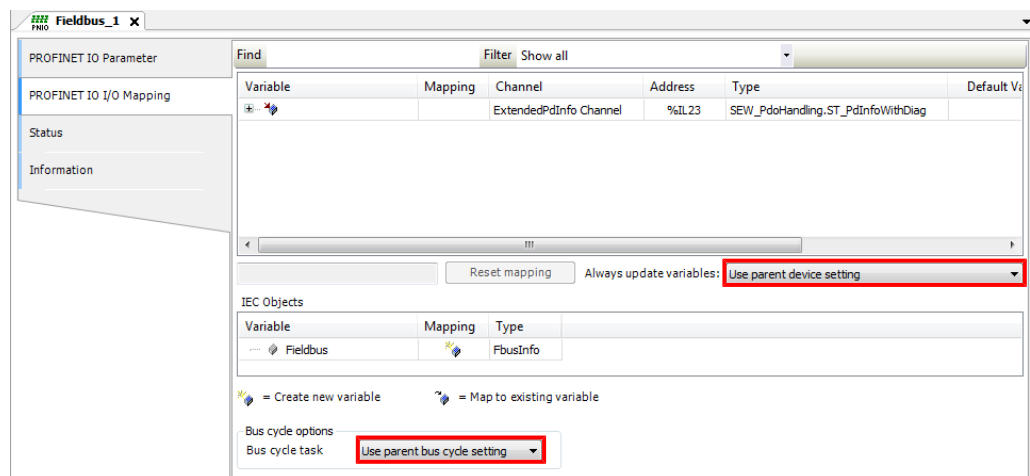 PNIO Fieldbus_1 X
PROFINET IO Parameter
PROFINET IO I/O Mapping
Status
Information
Find Filter Show all
Variable Mapping Channel Address Type Default Va
ExtendedPdInfo Channel %IL23 SEW_PdoHandling.ST_PdInfoWithDiag
Reset mapping Always update variables: Use parent device setting
IEC Objects
Variable Mapping Type
Fieldbus FbusInfo
= Create new variable = Map to existing variable
Bus cycle options
Bus cycle task Use parent bus cycle setting